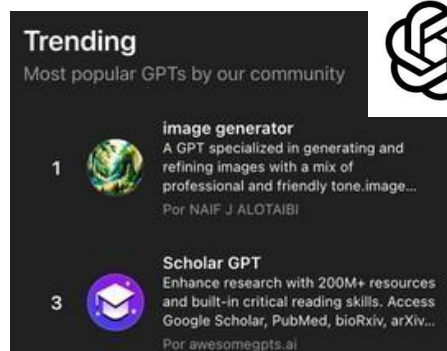 Trending
Most popular GPTs by our community
1
image generator
A GPT specialized in generating and
refining images with a mix of
professional and friendly tone.image...
Por NAIF J ALOTAIBI
3
Scholar GPT
Enhance research with 200M+ resources
and built-in critical reading skills. Access
Google Scholar, PubMed, bioRxiv, arXiv...
Por awesomegpts.ai